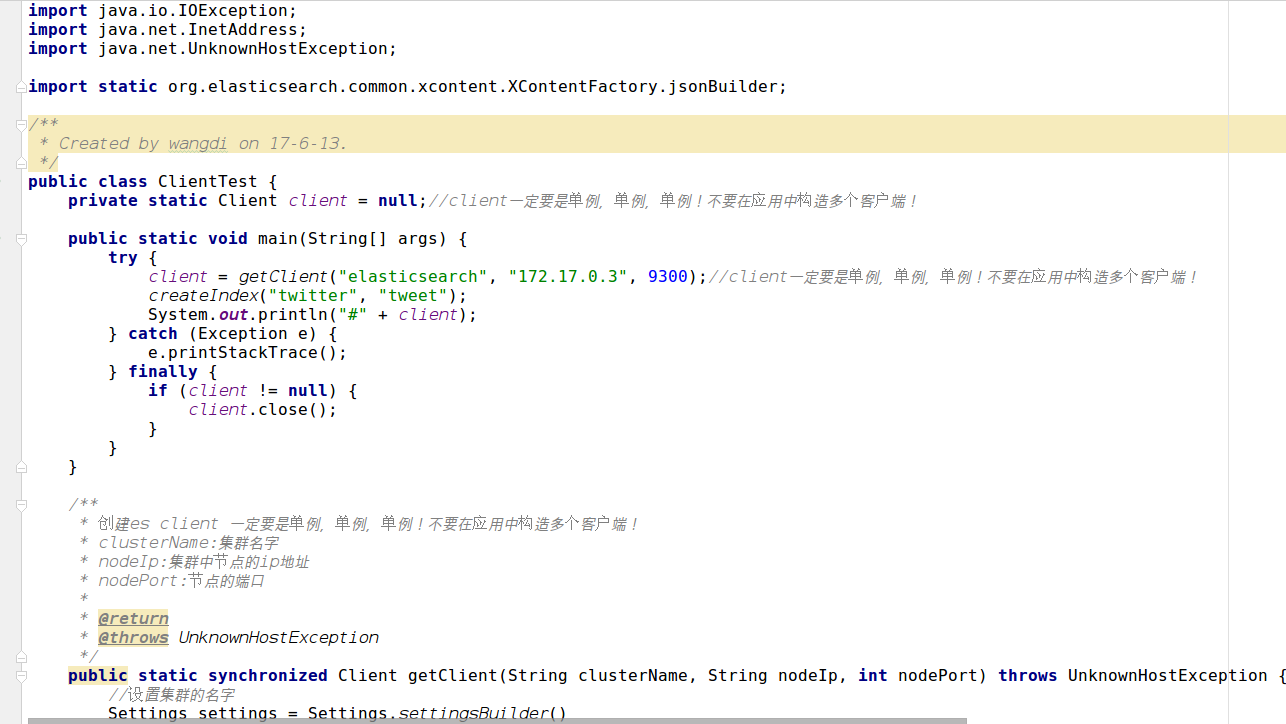 import java.io.IOException;
import java.net.InetAddress;
import java.net.UnknownHostException;
import static org.elasticsearch.common.xcontent.XContentFactory.jsonBuilder;
/**
 * Created by wangdi on 17-6-13.
 */
public class ClientTest {
    private static Client client = null;//client一定要是单例，单例，单例！不要在应用中构造多个客户端！
    public static void main(String[] args) {
        try {
            client = getClient("elasticsearch", "172.17.0.3", 9300);//client一定要是单例，单例，单例！不要在应用中构造多个客户端！
            createIndex("twitter", "tweet");
            System.out.println("#" + client);
        } catch (Exception e) {
            e.printStackTrace();
        } finally {
            if (client != null) {
                client.close();
            }
        }
    }
    /**
     * 创建es client 一定要是单例，单例，单例！不要在应用中构造多个客户端！
     * clusterName:集群名字
     * nodeIp:集群中节点的ip地址
     * nodePort:节点的端口
     *
     * @return
     * @throws UnknownHostException
     */
    public static synchronized Client getClient(String clusterName, String nodeIp, int nodePort) throws UnknownHostException {
        //设置集群的名字
        Settings settings = Settings.settingsBuilder()